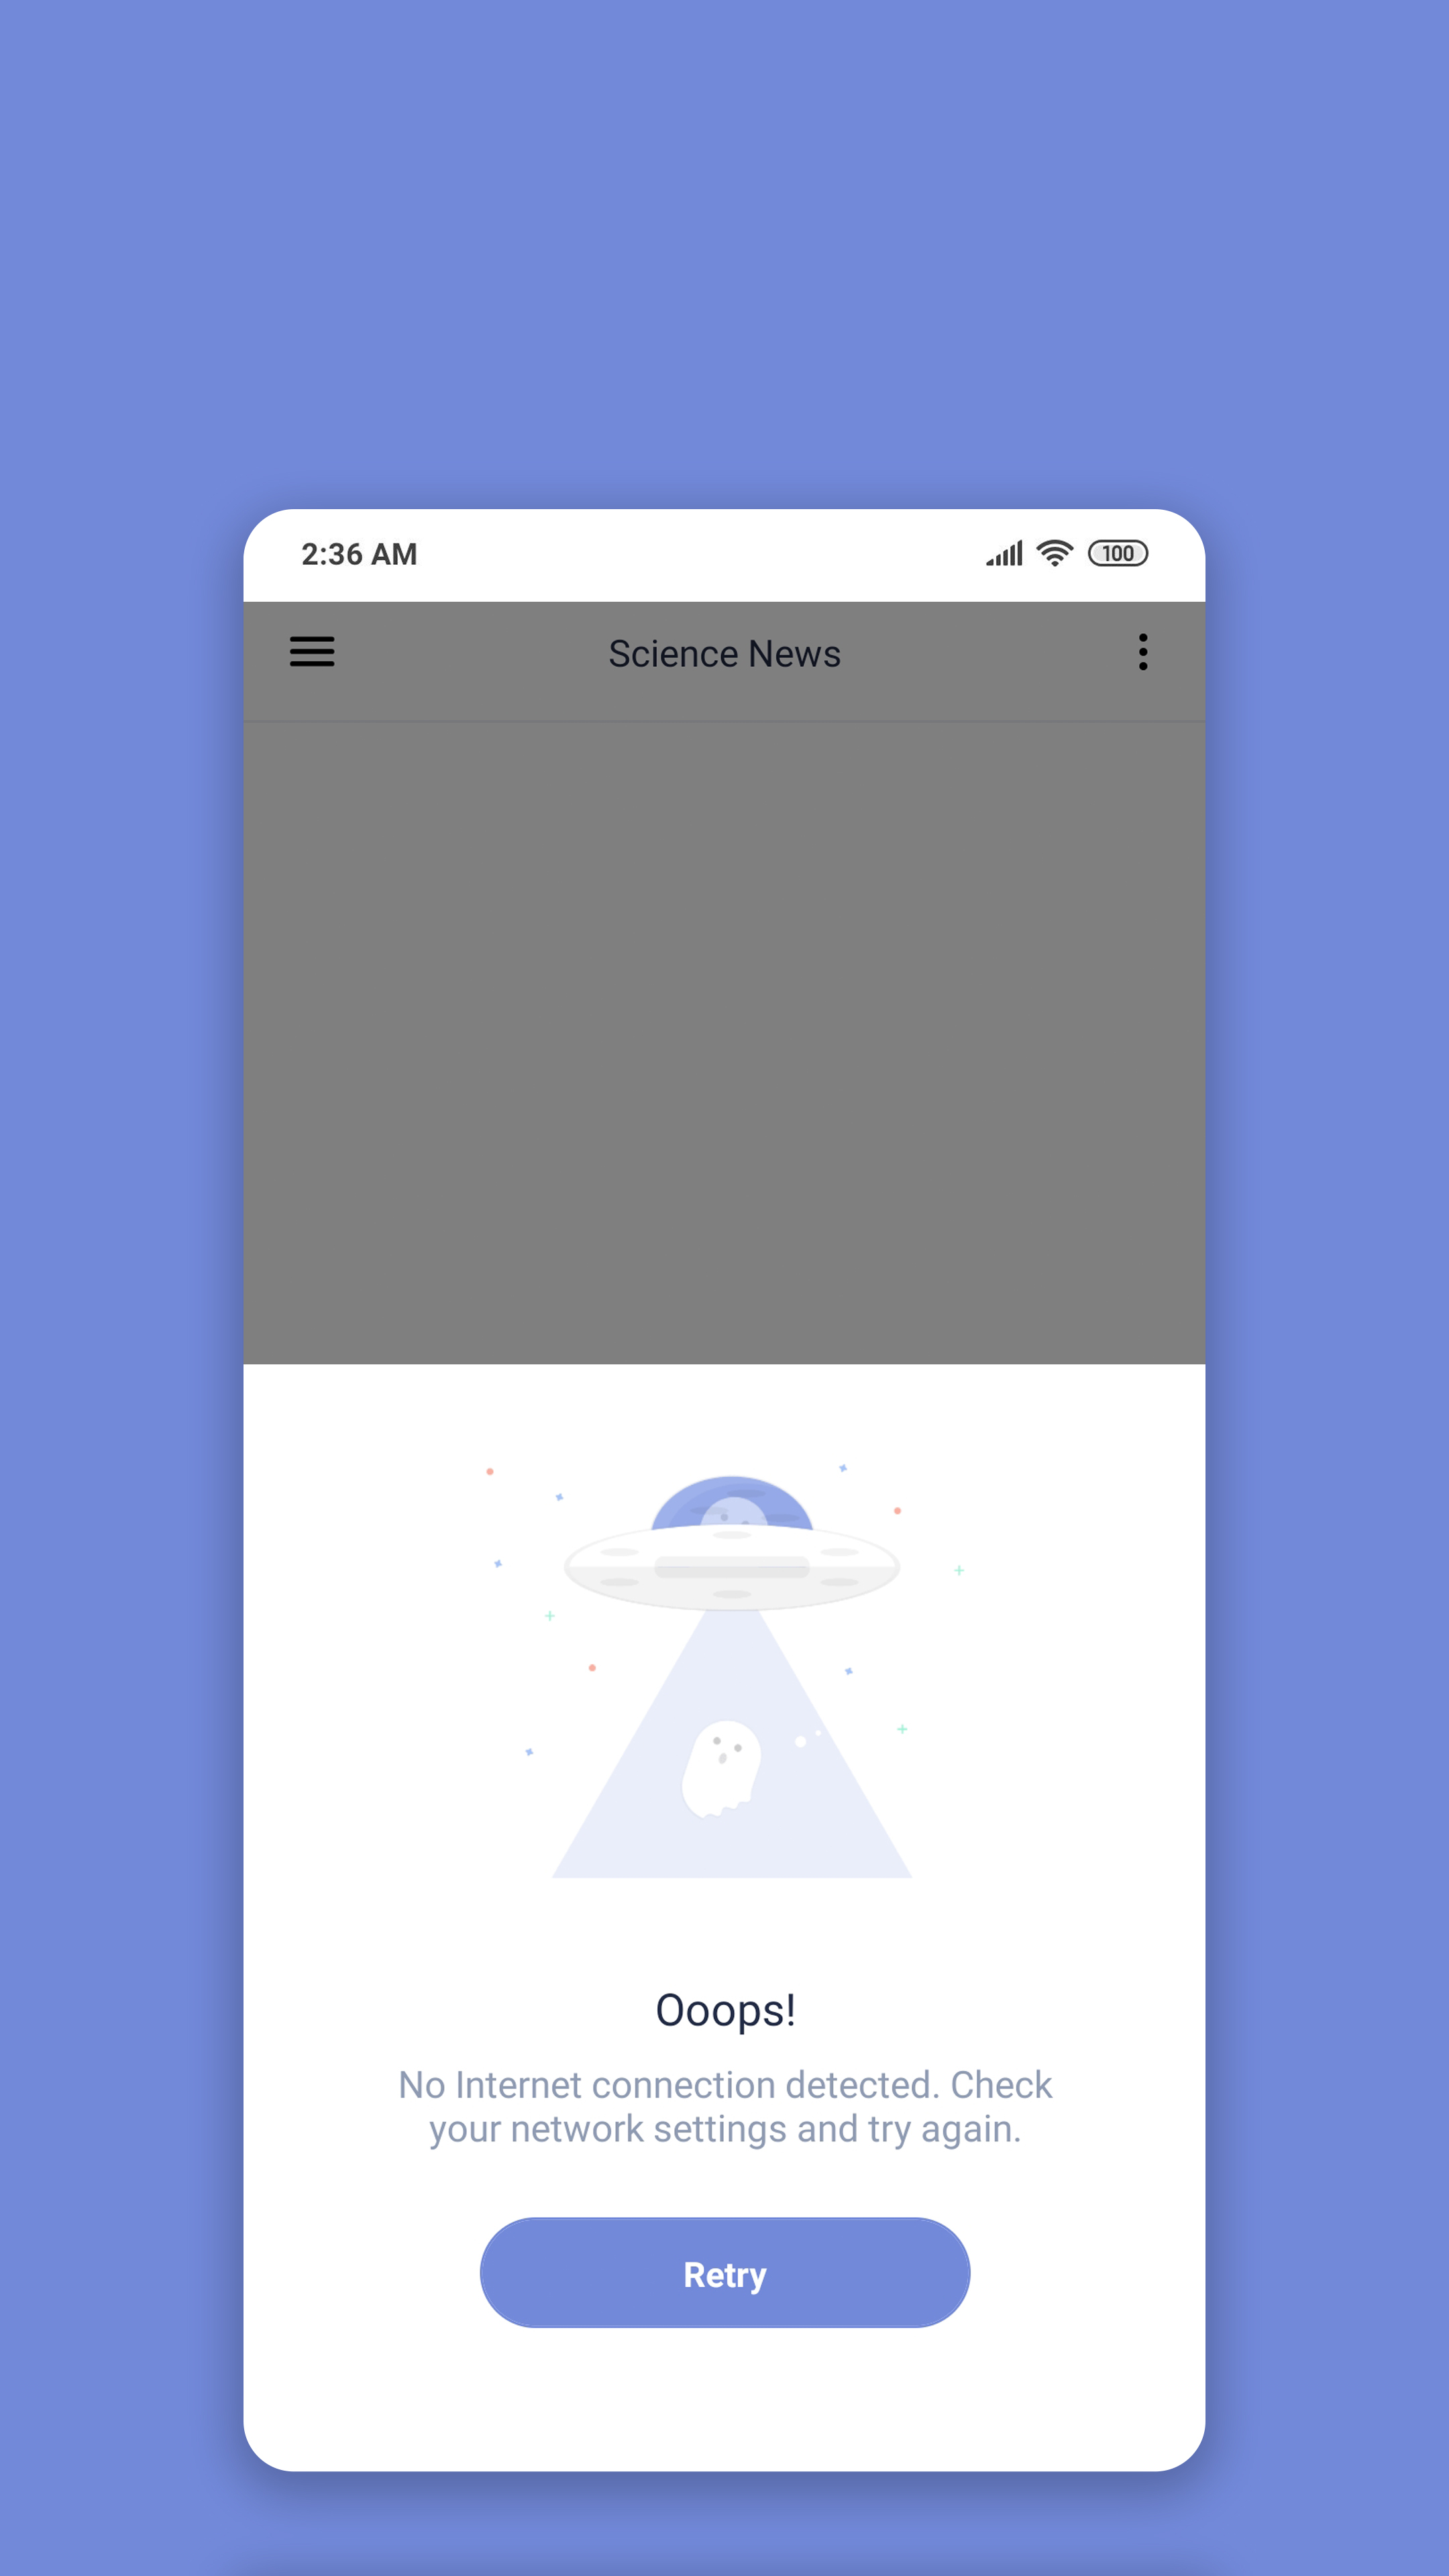 2:36 AM
100
Science News
Ooops!
No Internet connection detected. Check
your network settings and try again.
Retry